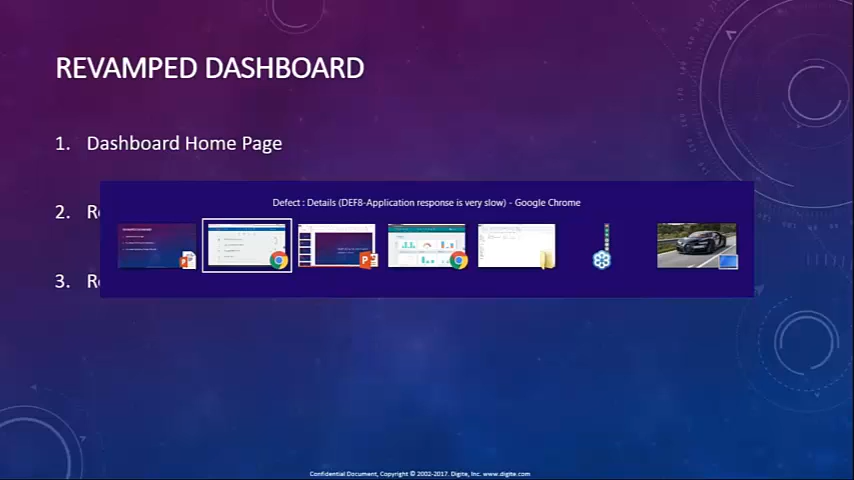 REVAMPED DASHBOARD
1. Dashboard Home Page
Defect : Details (DEF8-Application response is very slow) - Google Chrome
2. R
3. R
Confidential Document, Copyright © 2002-2017. Digite, Inc. www.digite.com